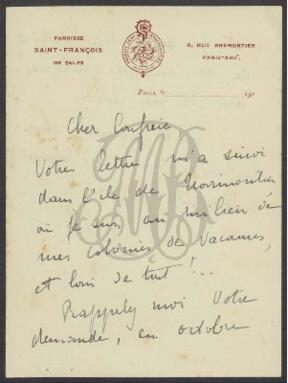 PAROISSE
SAINT-FRANÇOIS
DE SALES
6, RUE BREMONTIER
PARIS-XVIIe
Paris, le 191
Cher Confrère,
Votre lettre m'a suivi
dans l'île de Noirmoutier
où je suis au milieu de
mes colonies de Vacances,
et loin de tout !...
Rappelez moi Votre
demande, en octobre